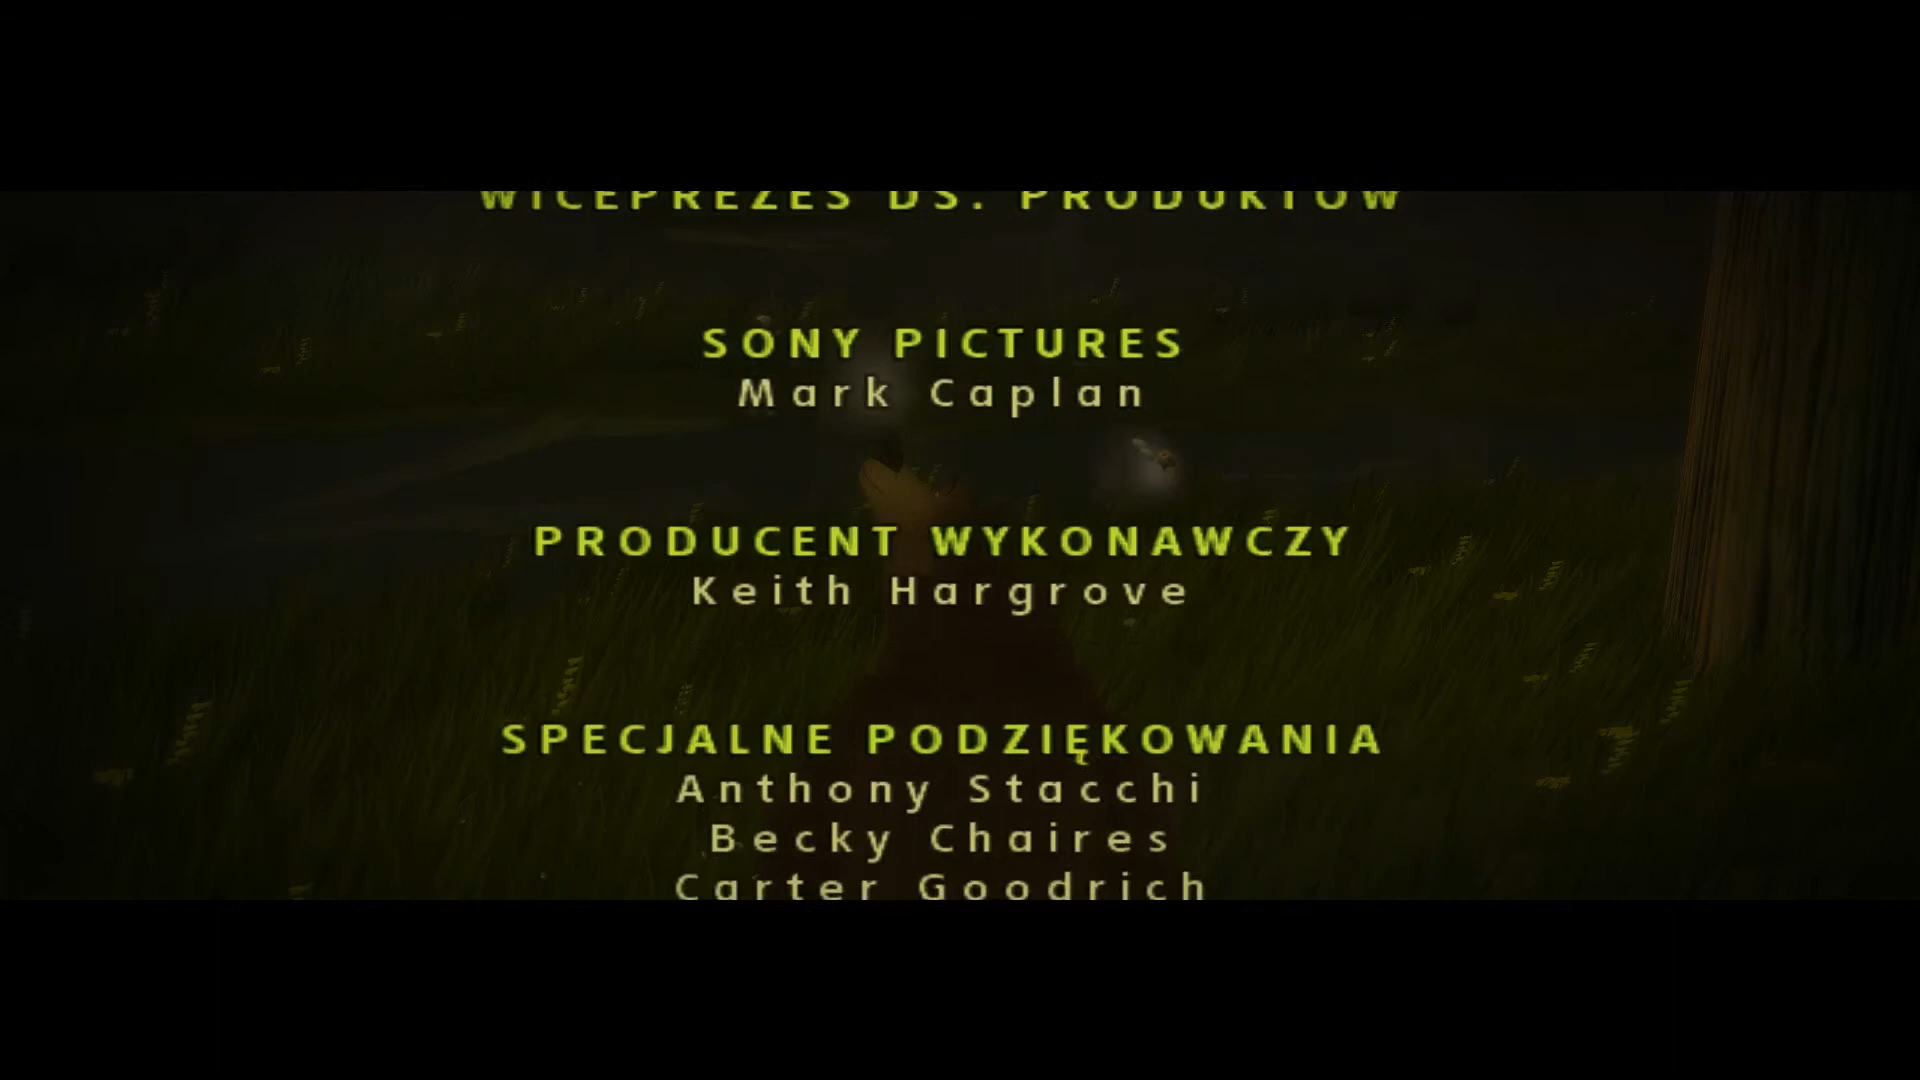 WICEPREZES DS. PRODUKTÓW
SONY PICTURES
Mark Caplan
PRODUCENT WYKONAWCZY
Keith Hargrove
SPECJALNE PODZIĘKOWANIA
Anthony Stacchi
Becky Chaires
Carter Goodrich